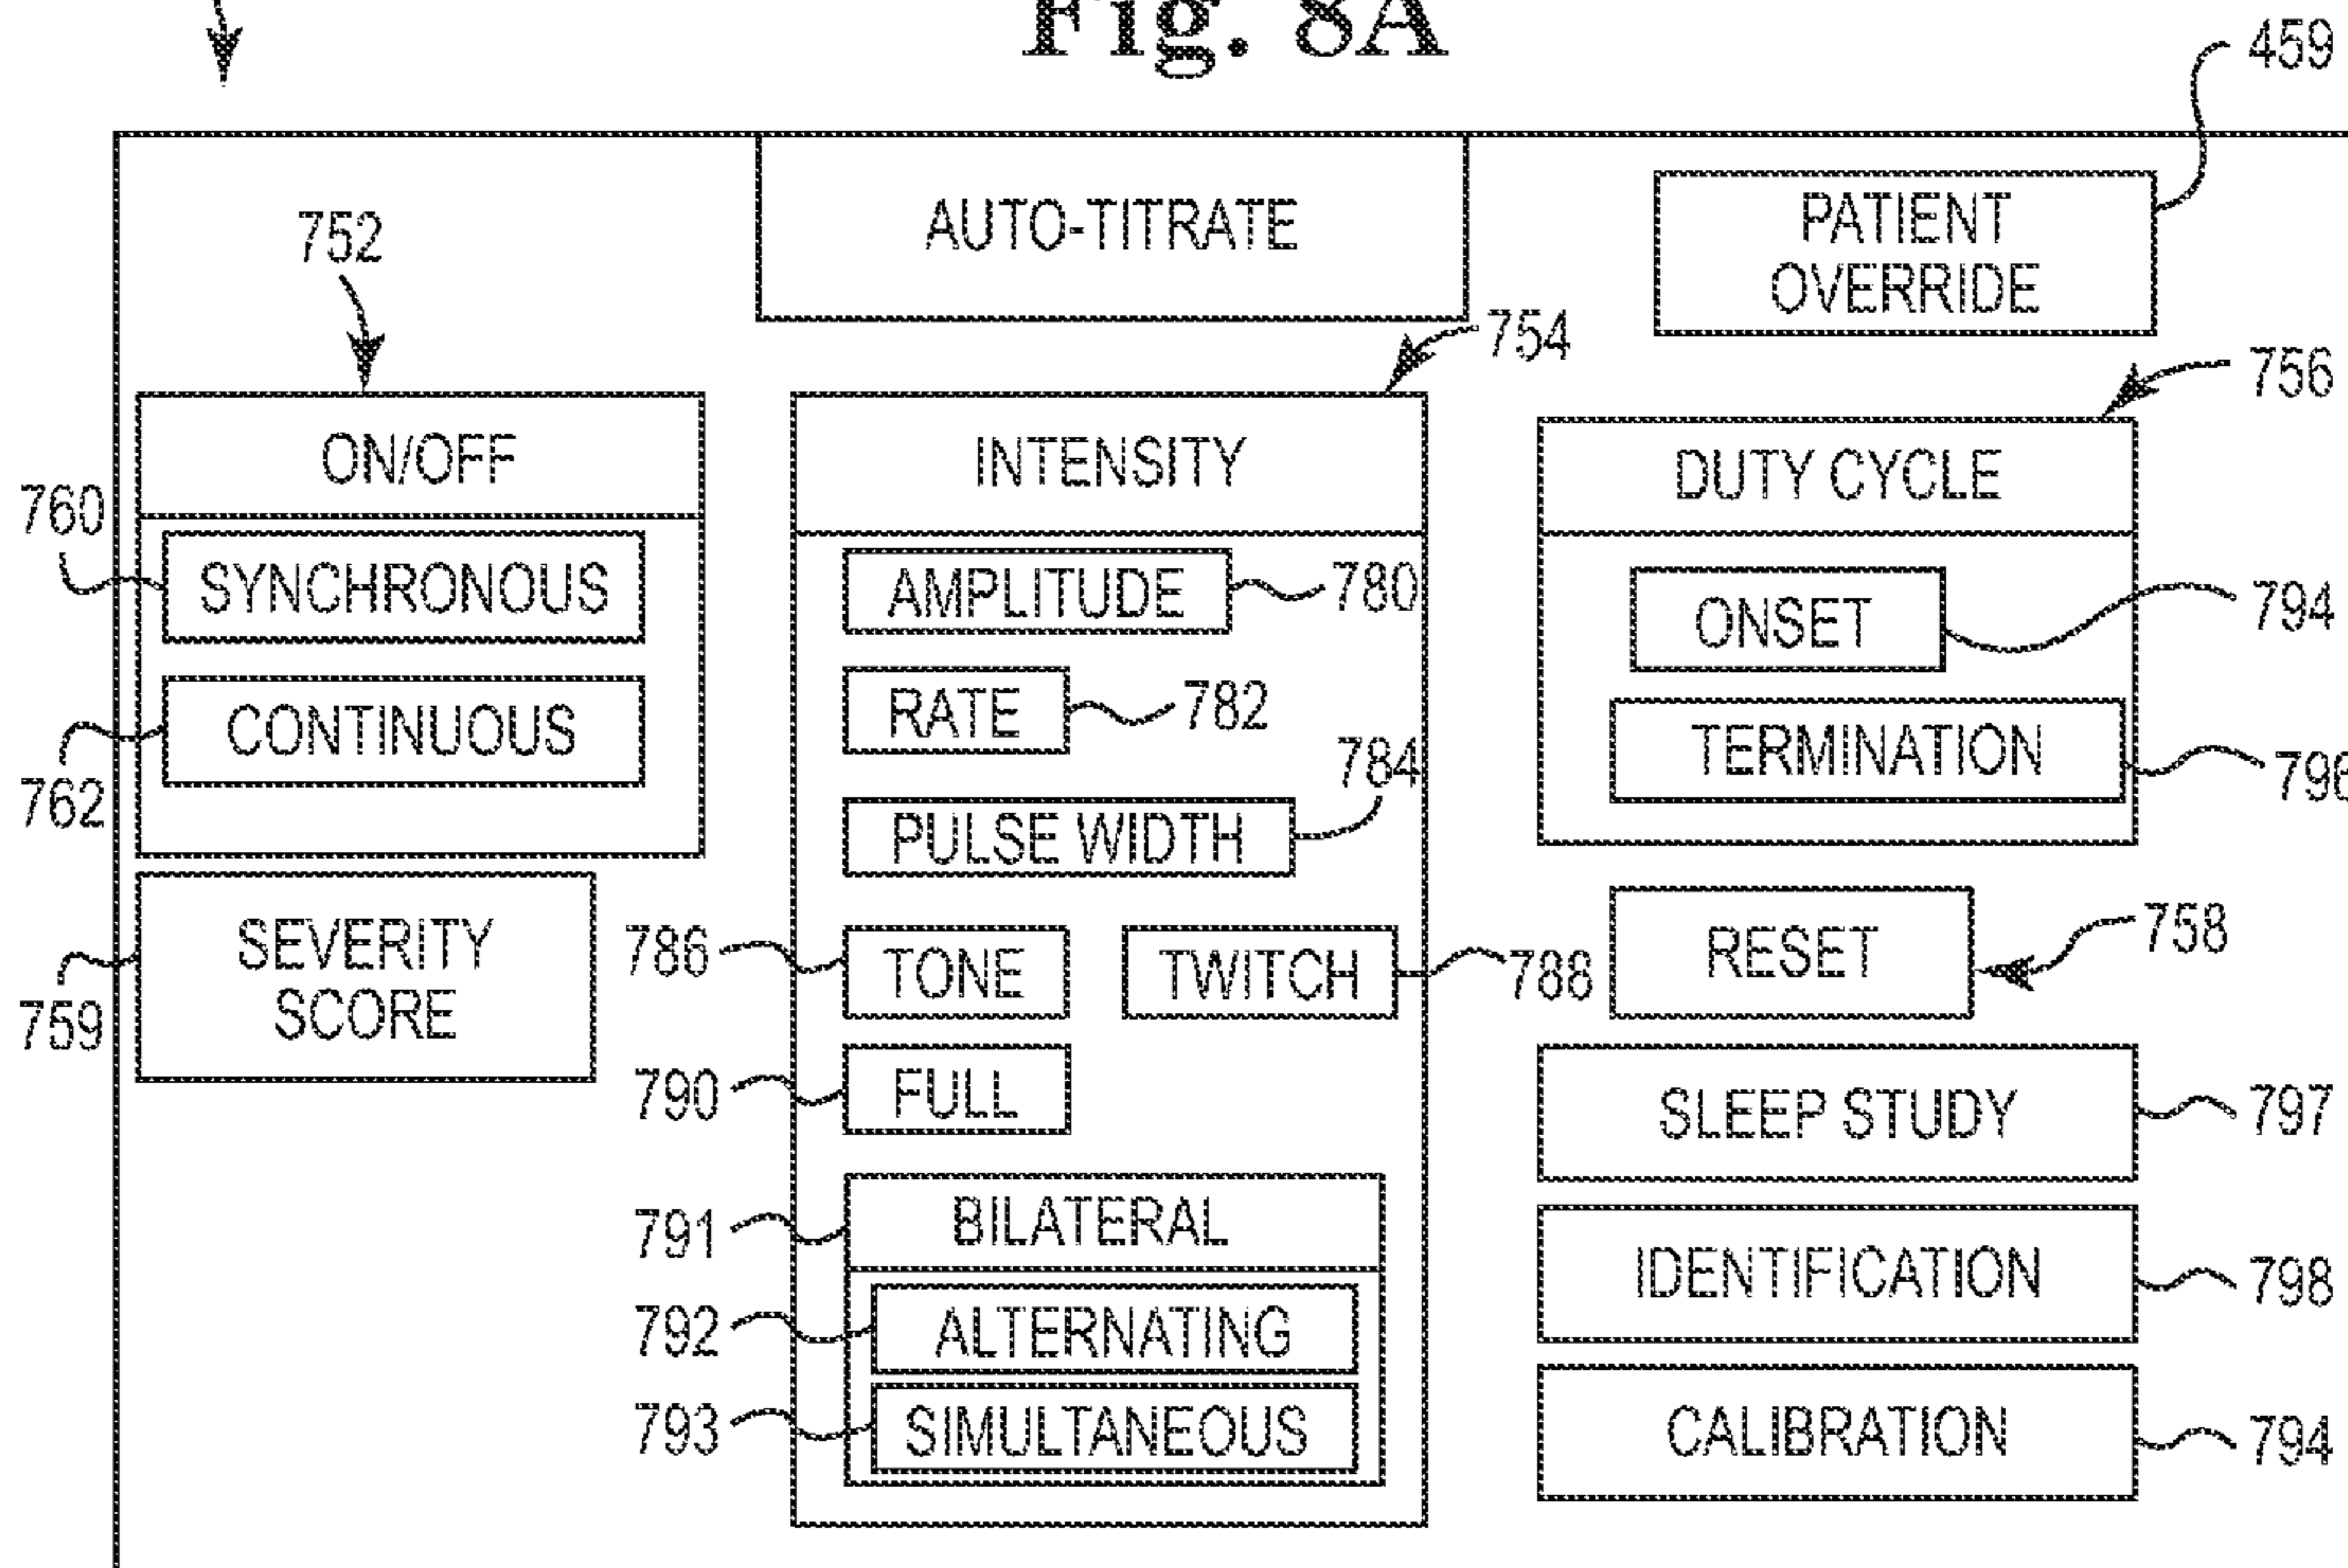 Fig. 8A
459
AUTO-TITRATE
PATIENT
OVERRIDE
752
754
756
ON/OFF
INTENSITY
DUTY CYCLE
760
SYNCHRONOUS
AMPLITUDE
780
ONSET
794
CONTINUOUS
762
RATE
782
784
TERMINATION
796
PULSE WIDTH
SEVERITY
SCORE
759
786
TONE
TWITCH
788
RESET
758
790
FULL
SLEEP STUDY
797
791
BILATERAL
IDENTIFICATION
798
792
ALTERNATING
793
SIMULTANEOUS
CALIBRATION
794